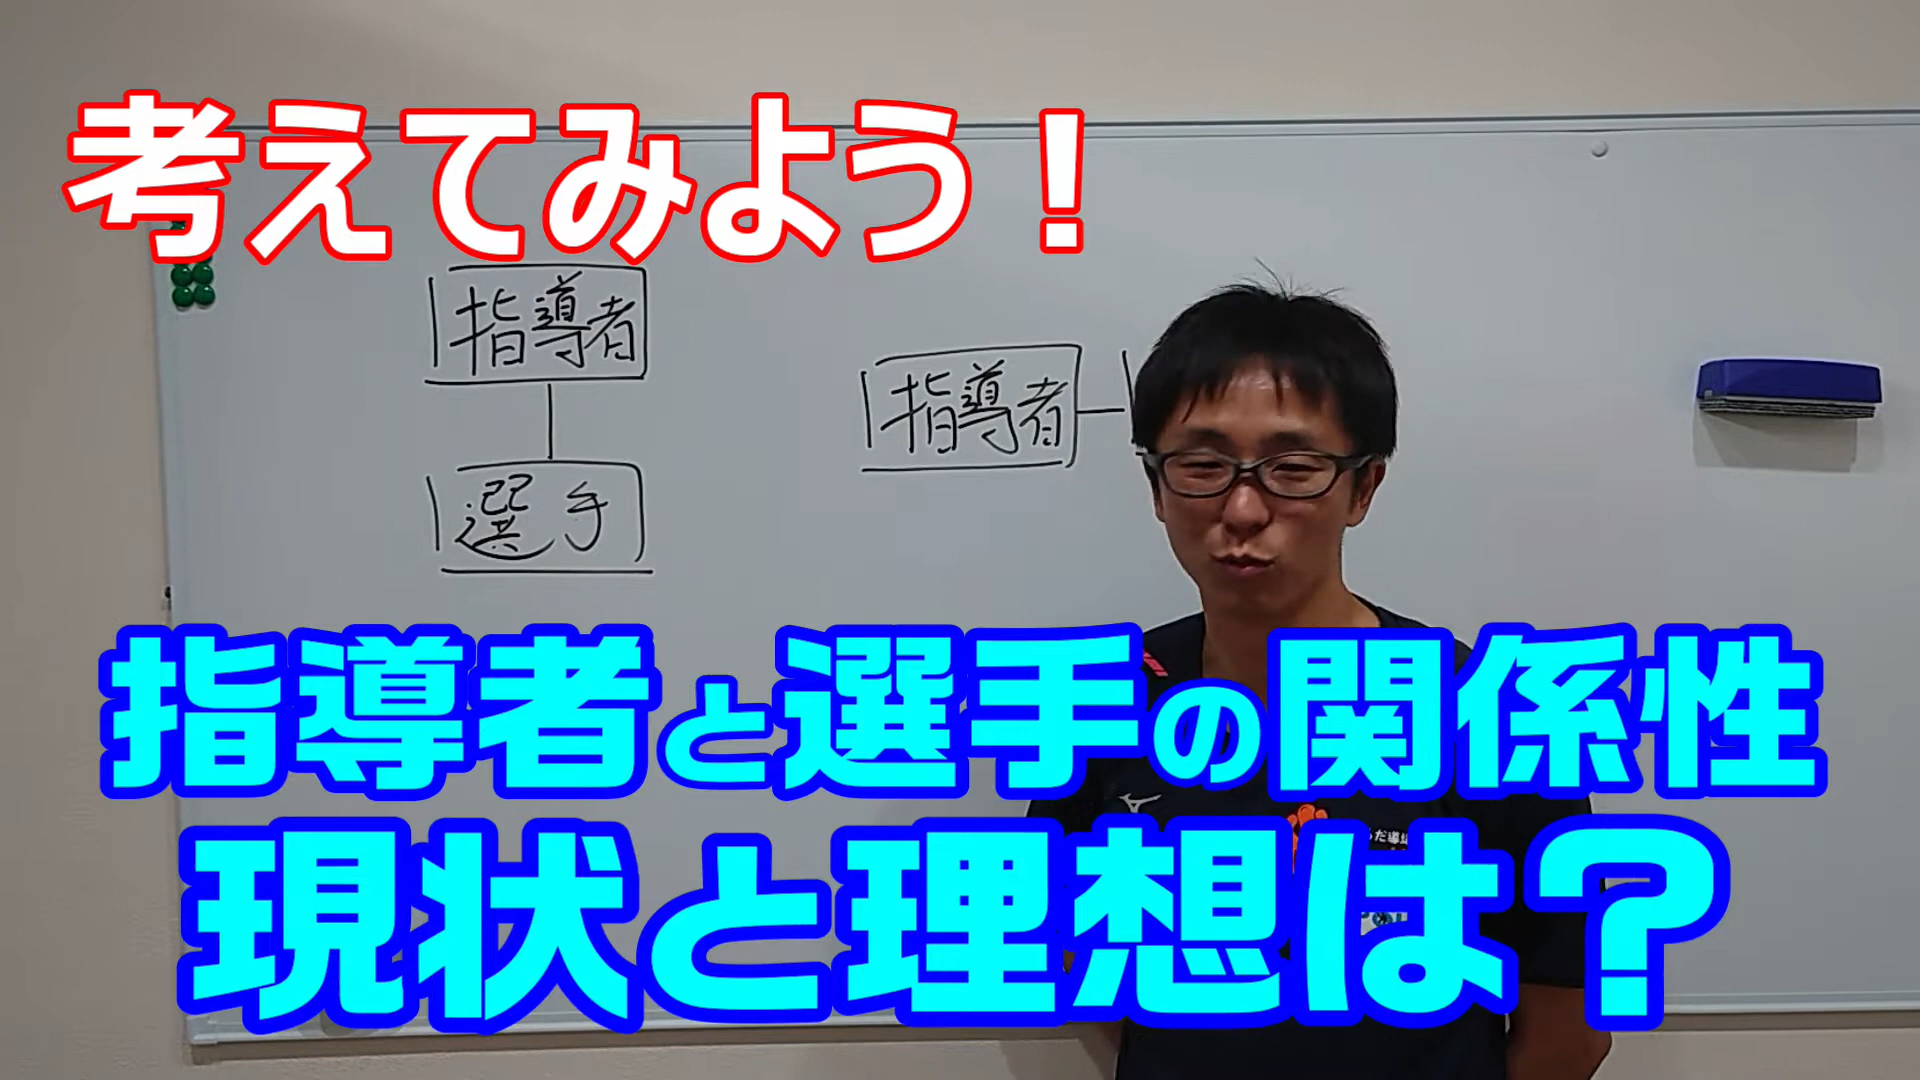 考えてみよう！
指導者
選手
指導者
指導者と選手の関係性
現状と理想は？